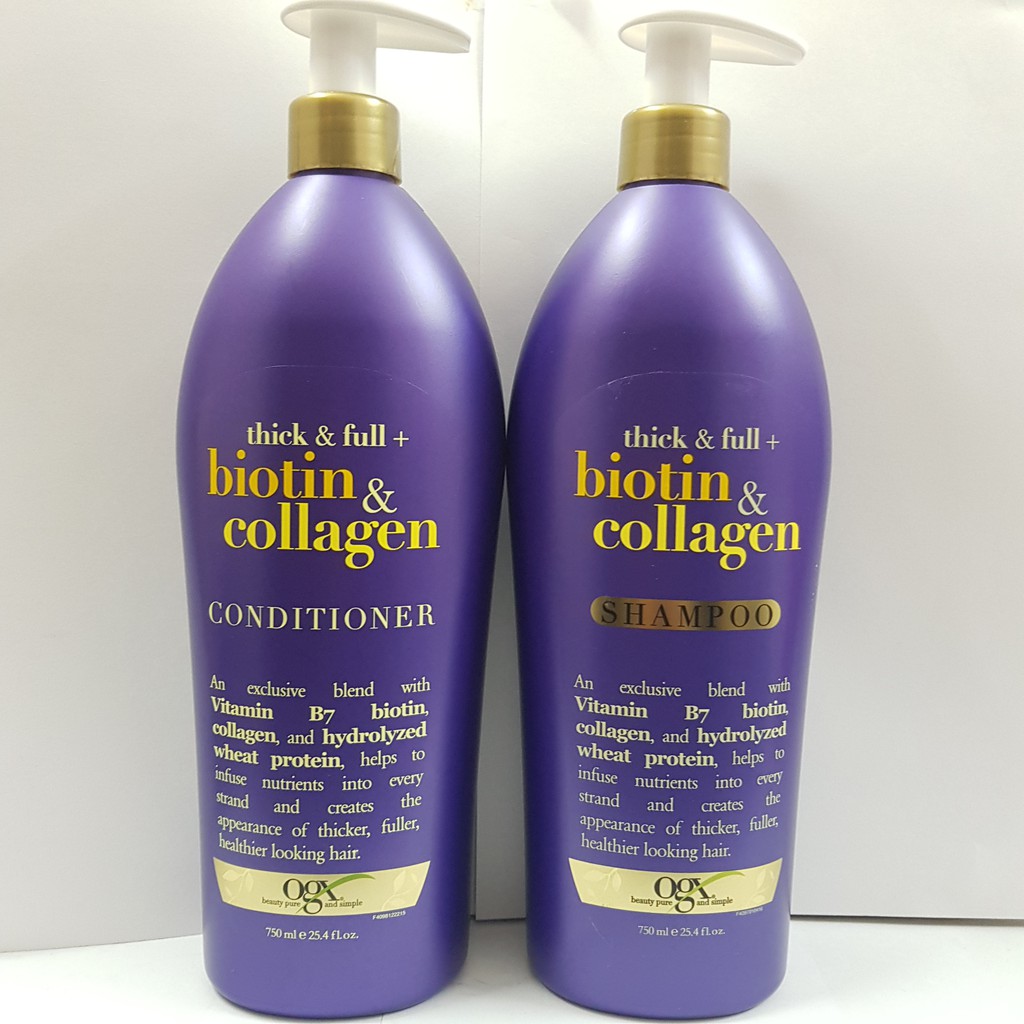 thick & full +
biotin &
collagen
CONDITIONER
An exclusive blend with
Vitamin B7 biotin,
collagen, and hydrolyzed
wheat protein, helps to
infuse nutrients into every
strand and creates the
appearance of thicker, fuller,
healthier looking hair.
ogx®
beauty pure and simple
750 ml e 25.4 fl.oz.
thick & full +
biotin &
collagen
SHAMPOO
An exclusive blend with
Vitamin B7 biotin,
collagen, and hydrolyzed
wheat protein, helps to
infuse nutrients into every
strand and creates the
appearance of thicker, fuller,
healthier looking hair.
ogx®
beauty pure and simple
750 ml e 25.4 fl.oz.